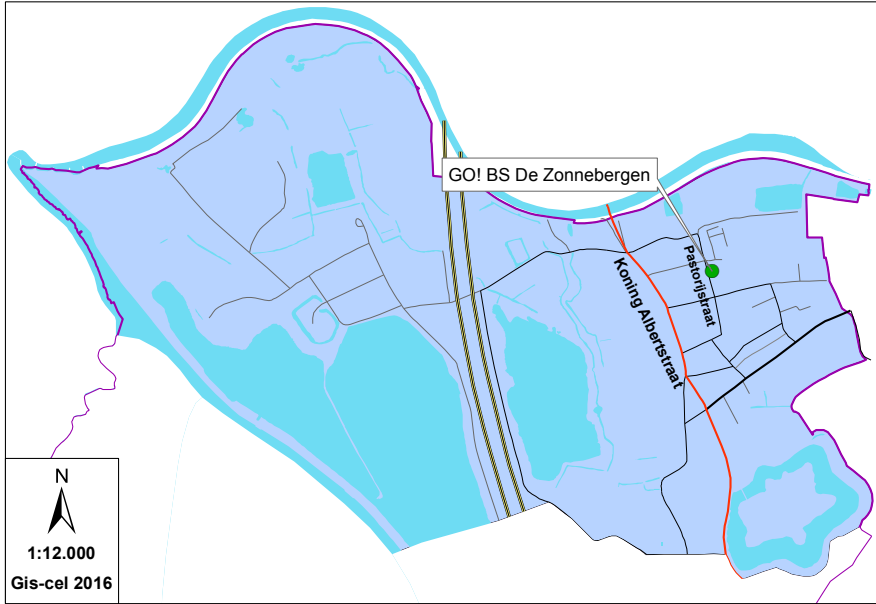 GO! BS De Zonnebergen
Pastorijstraat
Koning Albertstraat
N
1:12.000
Gis-cel 2016